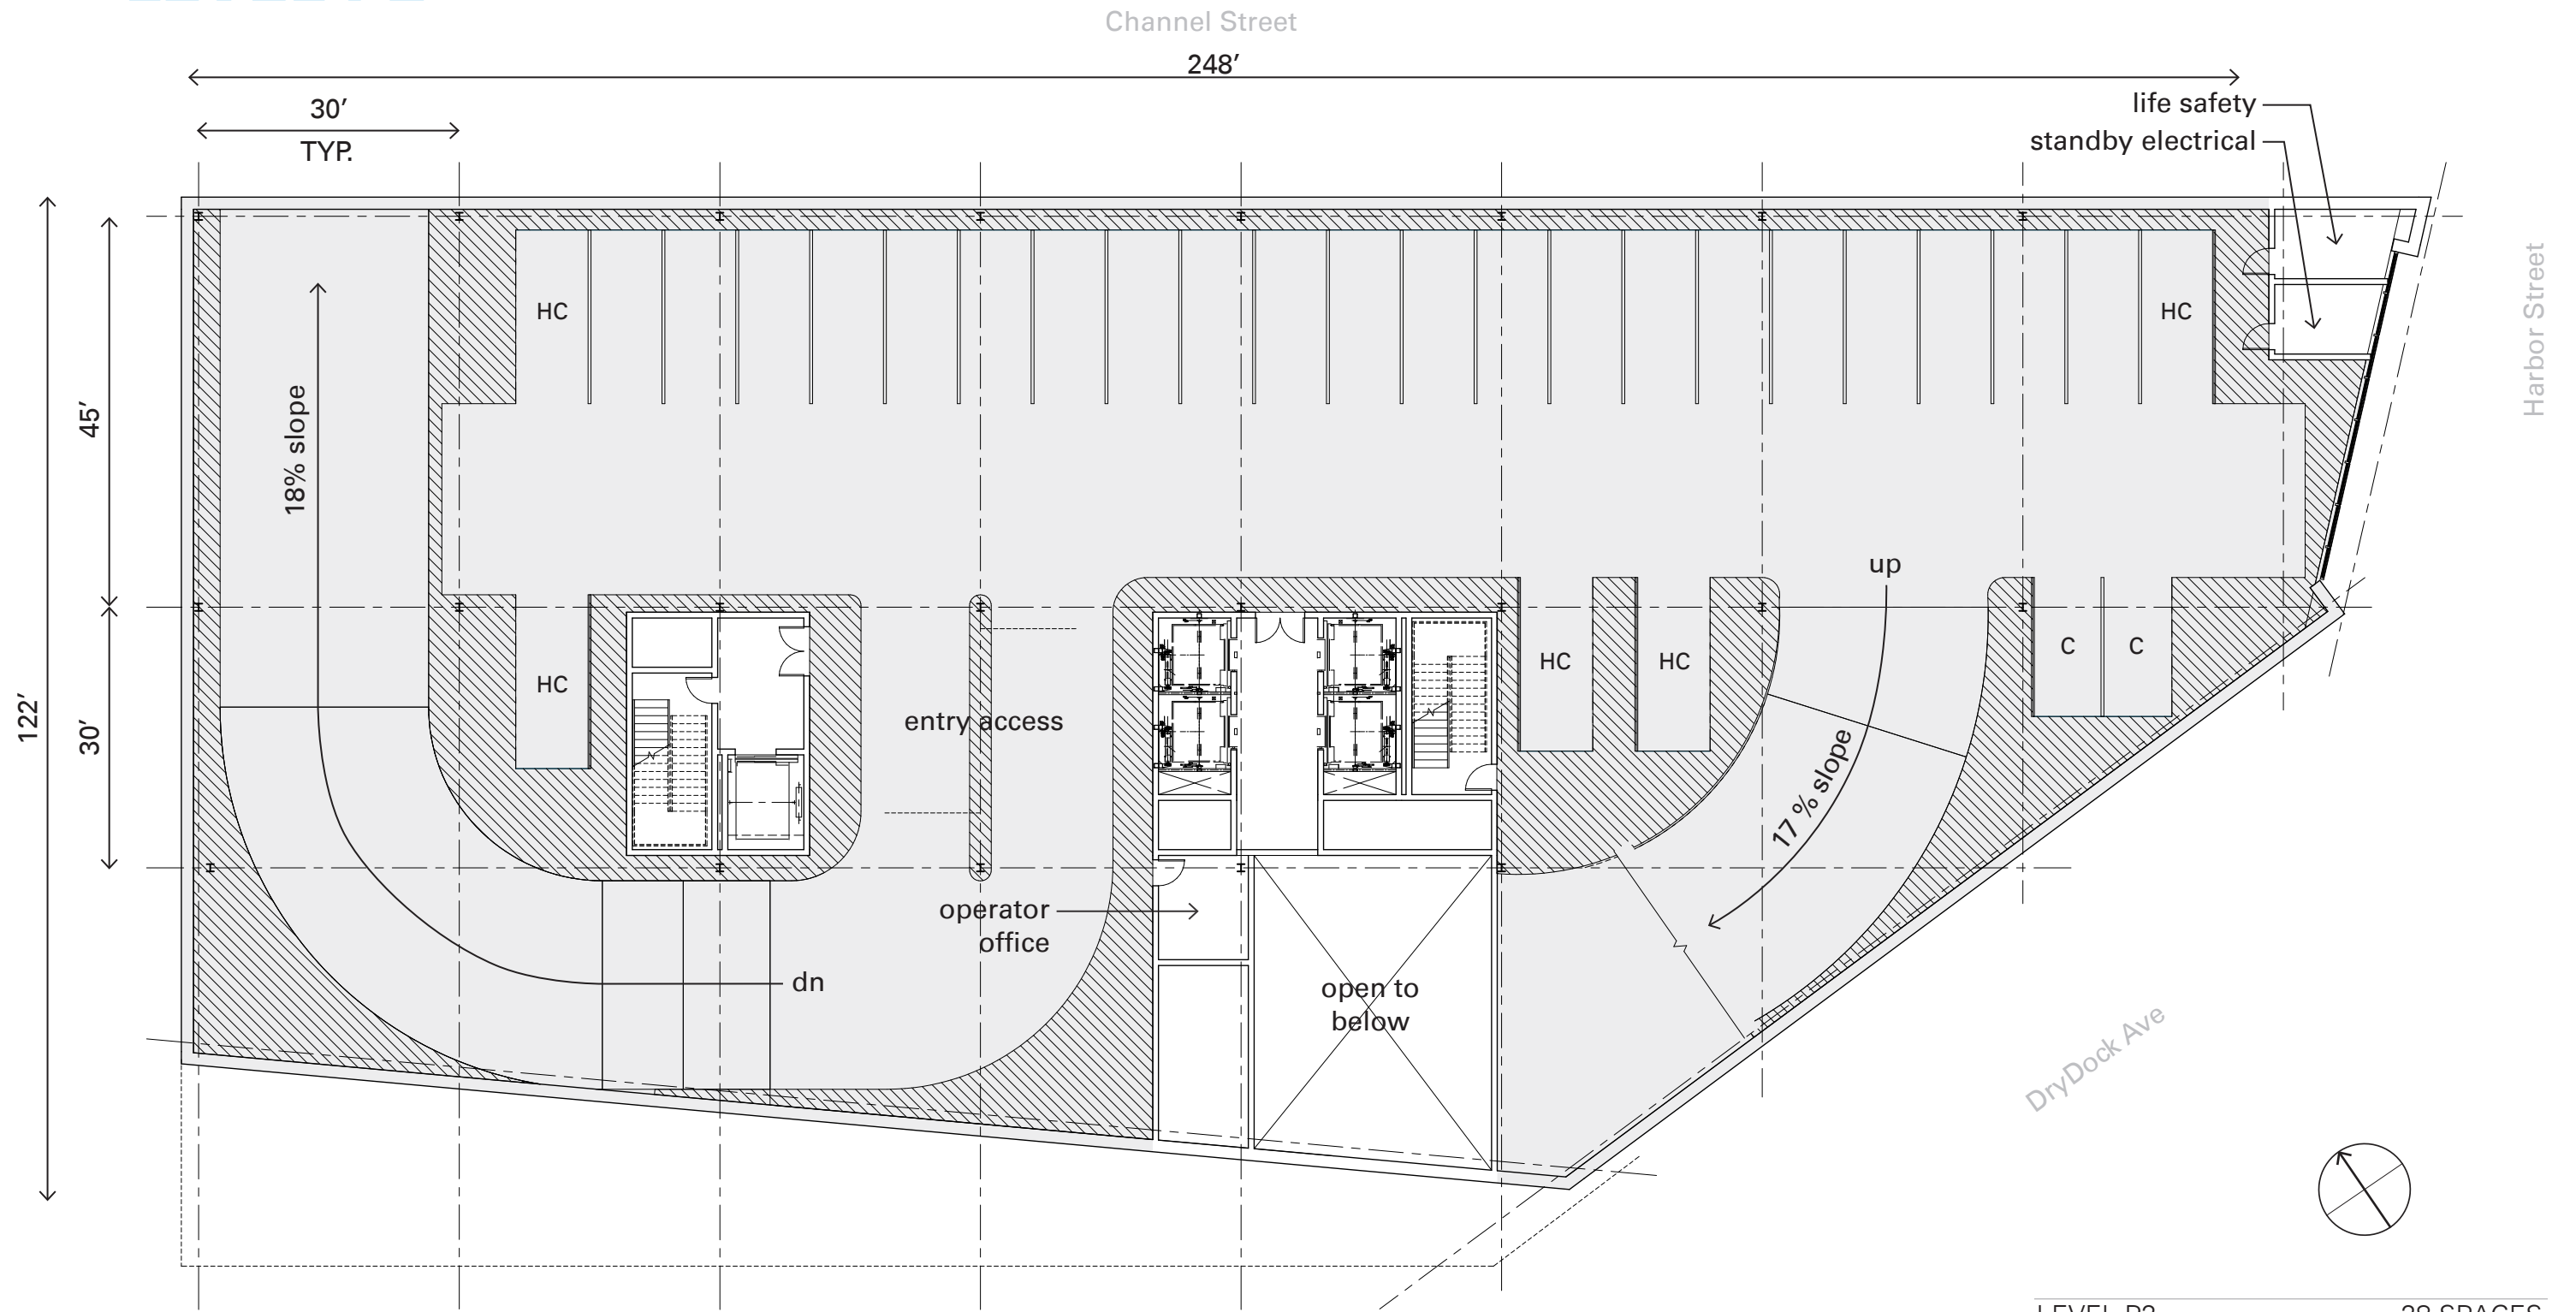 Channel Street
248’
30’
TYP.
life safety
standby electrical
Harbor Street
HC
HC
18% slope
45’
122’
30’
up
HC
HC
HC
C
C
entry access
17 % slope
operator
office
dn
open to
below
DryDock Ave